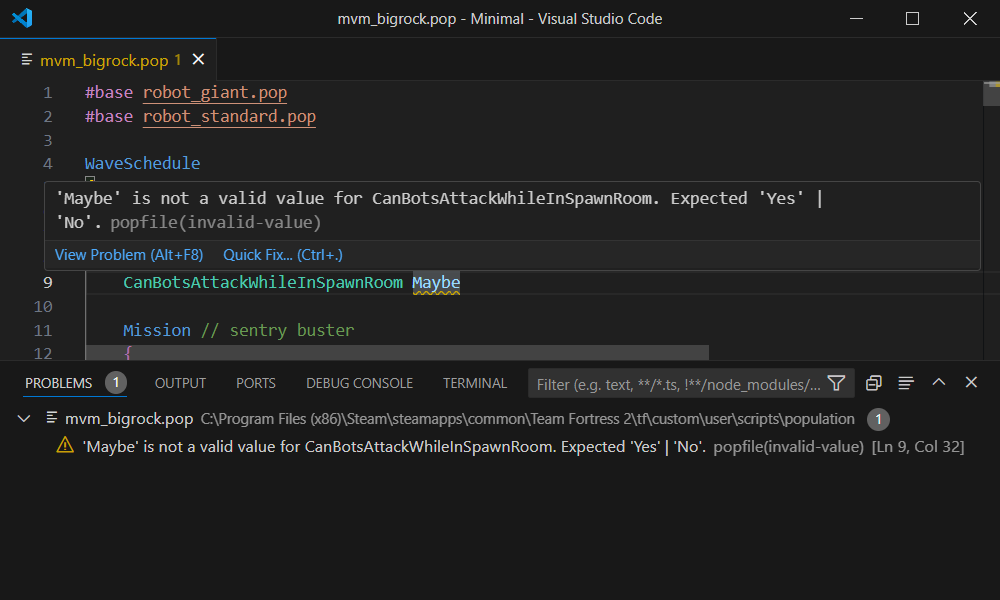 mvm_bigrock.pop - Minimal - Visual Studio Code
mvm_bigrock.pop 1
1 #base robot_giant.pop
2 #base robot_standard.pop
3
4 WaveSchedule
'Maybe' is not a valid value for CanBotsAttackWhileInSpawnRoom. Expected 'Yes' |
'No'. popfile(invalid-value)
View Problem (Alt+F8) Quick Fix... (Ctrl+.)
9 CanBotsAttackWhileInSpawnRoom Maybe
10
11 Mission // sentry buster
12 {
PROBLEMS 1 OUTPUT PORTS DEBUG CONSOLE TERMINAL Filter (e.g. text, **/*.ts, !**/node_modules/...
mvm_bigrock.pop C:\Program Files (x86)\Steam\steamapps\common\Team Fortress 2\tf\custom\user\scripts\population 1
'Maybe' is not a valid value for CanBotsAttackWhileInSpawnRoom. Expected 'Yes' | 'No'. popfile(invalid-value) [Ln 9, Col 32]